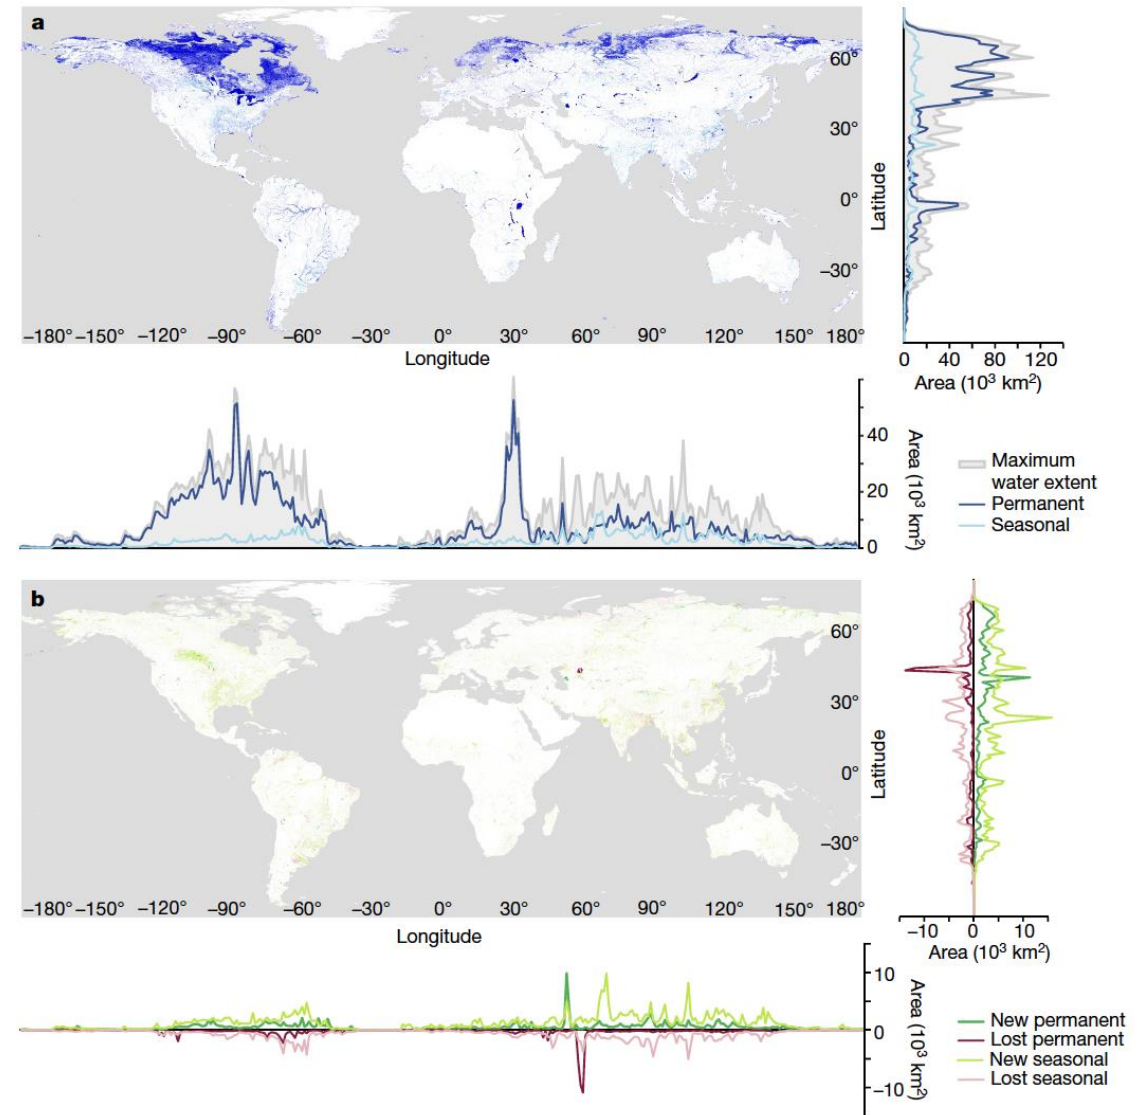 a
60°
30°
0°
−30°
Latitude
−180° −150° −120° −90° −60° −30° 0° 30° 60° 90° 120° 150° 180°
Longitude
0 40 80 120
Area (10³ km²)
40
20
0
Area (10³ km²)
Maximum
water extent
Permanent
Seasonal
b
60°
30°
0°
−30°
Latitude
−180° −150° −120° −90° −60° −30° 0° 30° 60° 90° 120° 150° 180°
Longitude
−10 0 10
Area (10³ km²)
10
0
−10
Area (10³ km²)
New permanent
Lost permanent
New seasonal
Lost seasonal